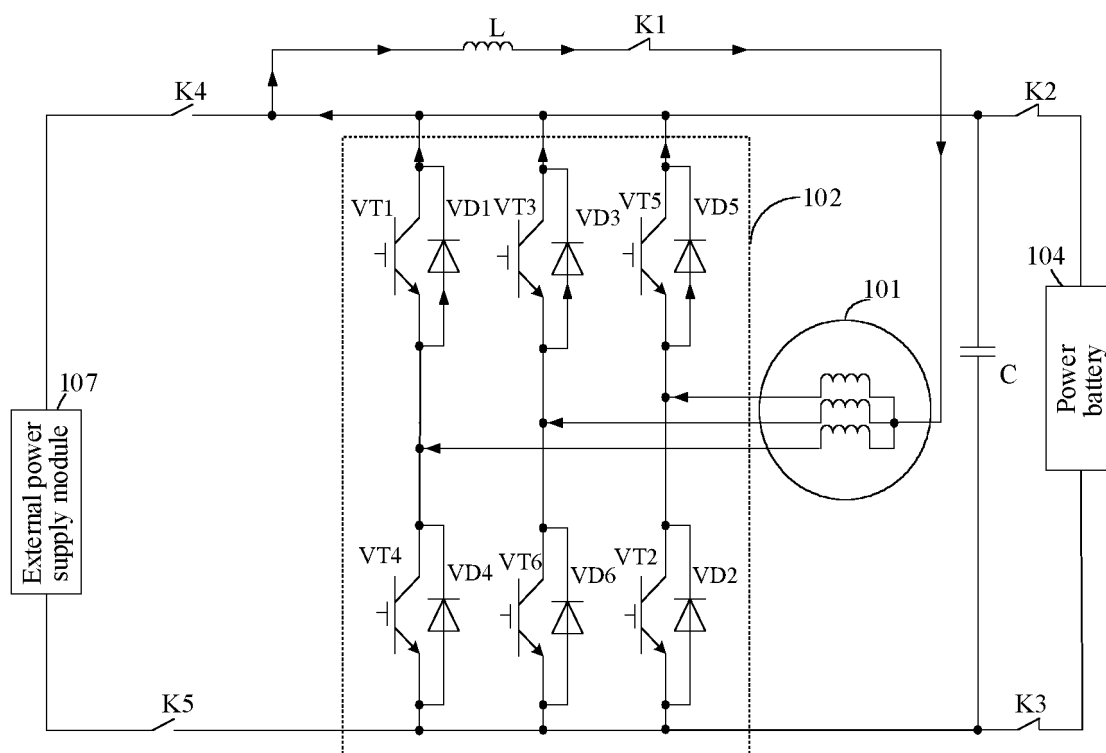 L
K1
K4
K2
VT1
VD1
VT3
VD3
VT5
VD5
102
104
101
107
External power
supply module
C
Power
battery
VT4
VD4
VT6
VD6
VT2
VD2
K5
K3